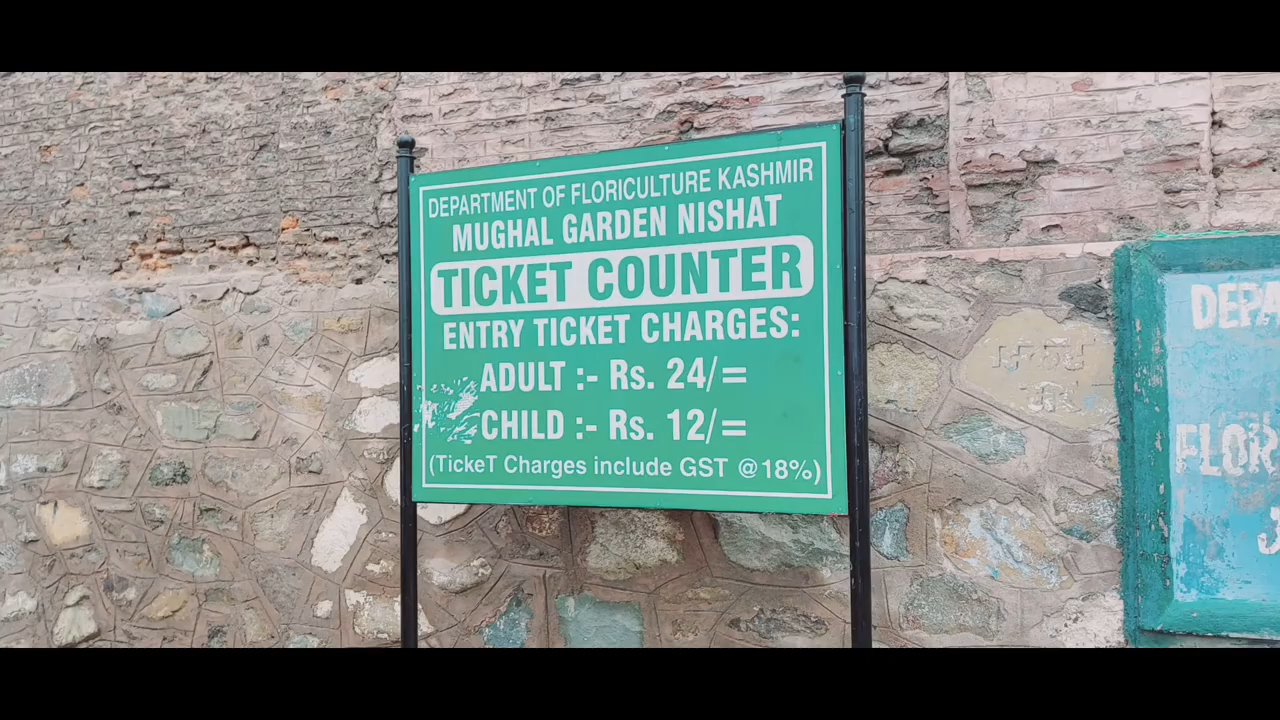 DEPARTMENT OF FLORICULTURE KASHMIR
MUGHAL GARDEN NISHAT
TICKET COUNTER
ENTRY TICKET CHARGES:
ADULT :- Rs. 24/=
CHILD :- Rs. 12/=
(TickeT Charges include GST @18%)
DEPA
FLOR
J